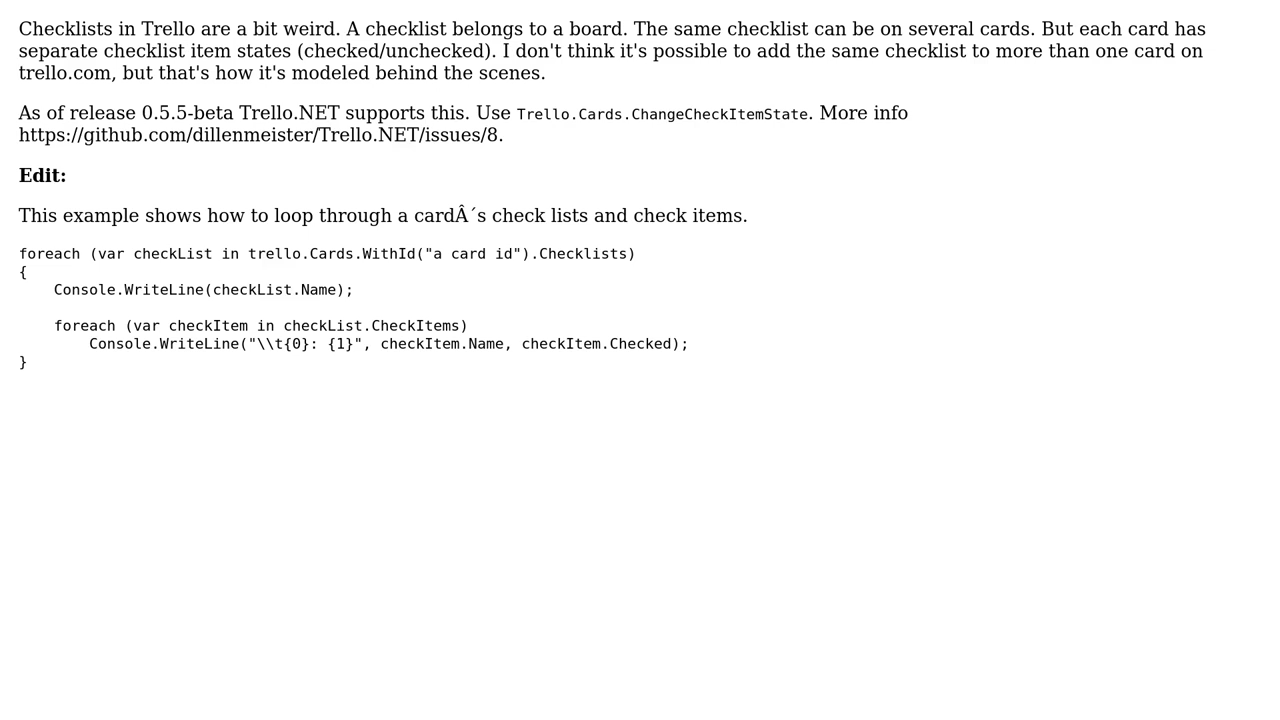 Checklists in Trello are a bit weird. A checklist belongs to a board. The same checklist can be on several cards. But each card has
separate checklist item states (checked/unchecked). I don't think it's possible to add the same checklist to more than one card on
trello.com, but that's how it's modeled behind the scenes.
As of release 0.5.5-beta Trello.NET supports this. Use Trello.Cards.ChangeCheckItemState. More info
https://github.com/dillenmeister/Trello.NET/issues/8.
Edit:
This example shows how to loop through a cardÂ´s check lists and check items.
foreach (var checkList in trello.Cards.WithId("a card id").Checklists)
{
    Console.WriteLine(checkList.Name);
    foreach (var checkItem in checkList.CheckItems)
        Console.WriteLine("\\t{0}: {1}", checkItem.Name, checkItem.Checked);
}